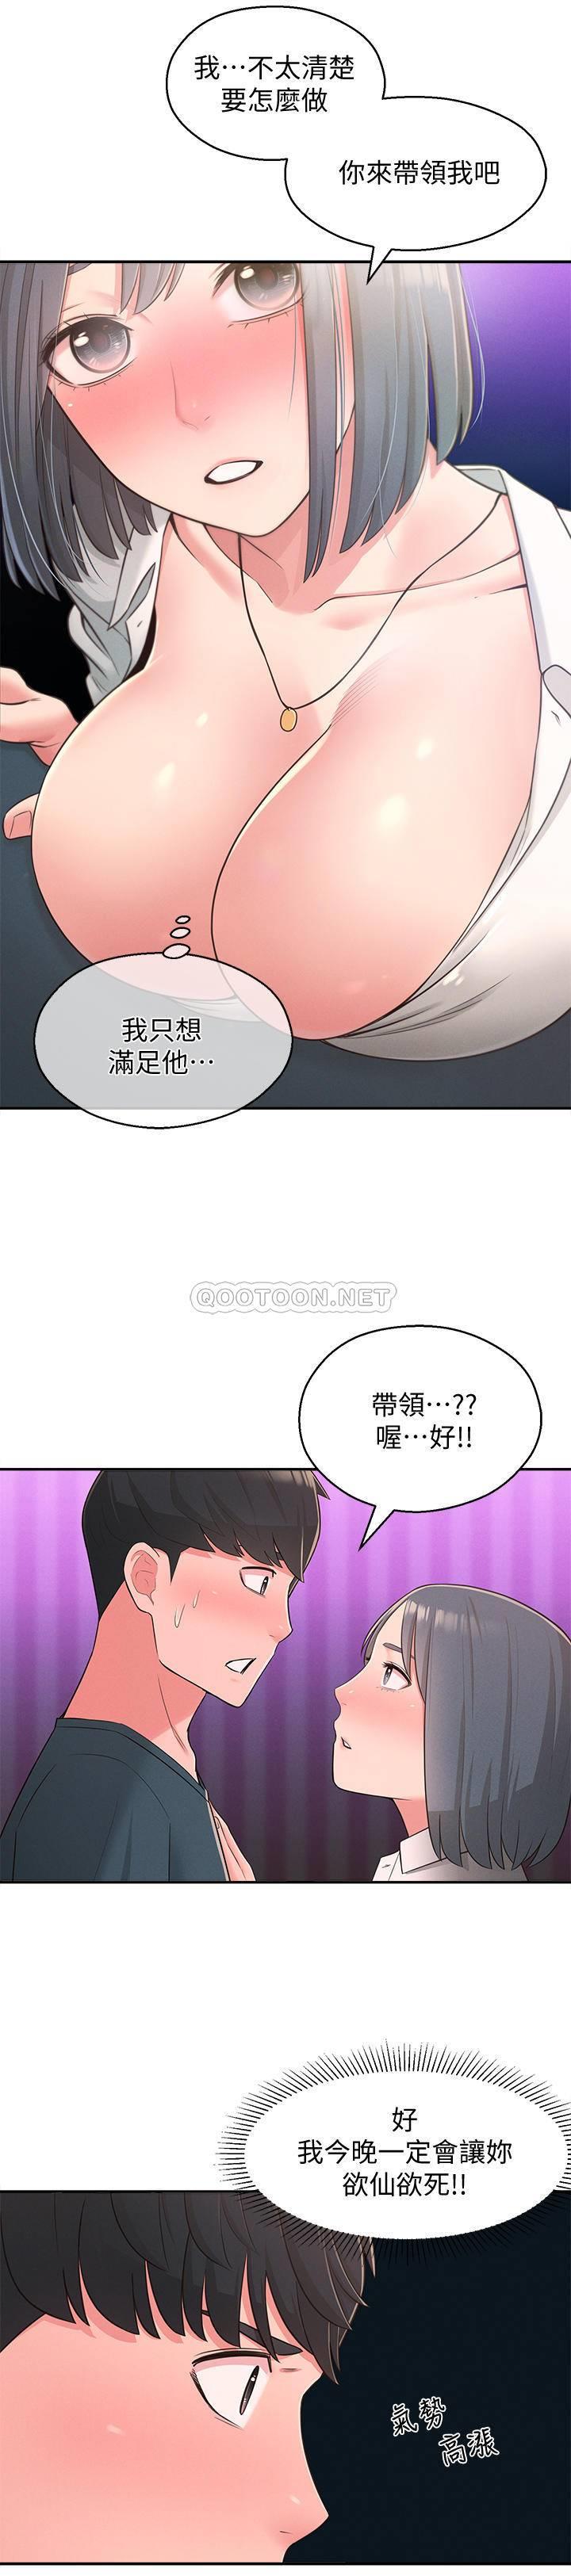 我⋯不太清楚
要怎麼做
你來帶領我吧
我只想
滿足他⋯
QOOTOON.NET
帶領⋯??
喔⋯好!!
好
我今晚一定會讓妳
欲仙欲死!!
氣勢
高漲